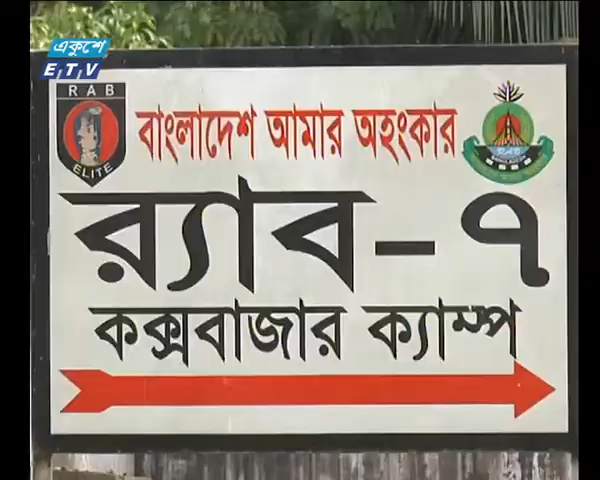 একুশে
ETV
RAB
ELITE
বাংলাদেশ আমার অহংকার
র‍্যাব-৭
কক্সবাজার ক্যাম্প